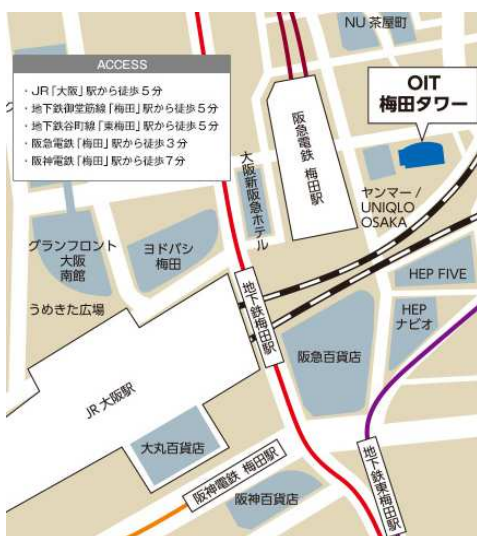 NU 茶屋町
ACCESS
・JR「大阪」駅から徒歩5分
・地下鉄御堂筋線「梅田」駅から徒歩5分
・地下鉄谷町線「東梅田」駅から徒歩5分
・阪急電鉄「梅田」駅から徒歩3分
・阪神電鉄「梅田」駅から徒歩7分
OIT
梅田タワー
阪急電鉄 梅田駅
大阪新阪急ホテル
ヤンマー /
UNIQLO
OSAKA
グランフロント
大阪
南館
ヨドバシ
梅田
HEP FIVE
うめきた広場
地下鉄梅田駅
HEP
ナビオ
阪急百貨店
JR 大阪駅
大丸百貨店
阪神電鉄 梅田駅
阪神百貨店
地下鉄東梅田駅